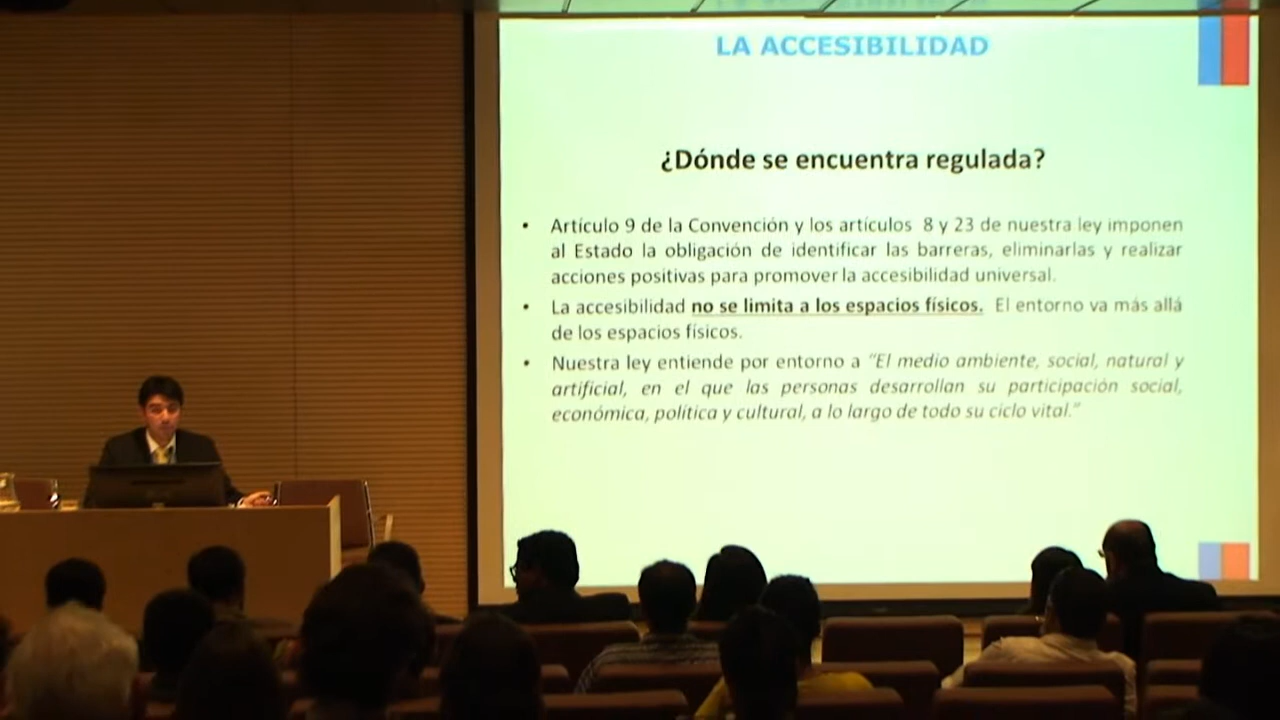 LA ACCESIBILIDAD
¿Dónde se encuentra regulada?
• Artículo 9 de la Convención y los artículos 8 y 23 de nuestra ley imponen
al Estado la obligación de identificar las barreras, eliminarlas y realizar
acciones positivas para promover la accesibilidad universal.
• La accesibilidad no se limita a los espacios físicos. El entorno va más allá
de los espacios físicos.
• Nuestra ley entiende por entorno a “El medio ambiente, social, natural y
artificial, en el que las personas desarrollan su participación social,
económica, política y cultural, a lo largo de todo su ciclo vital.”